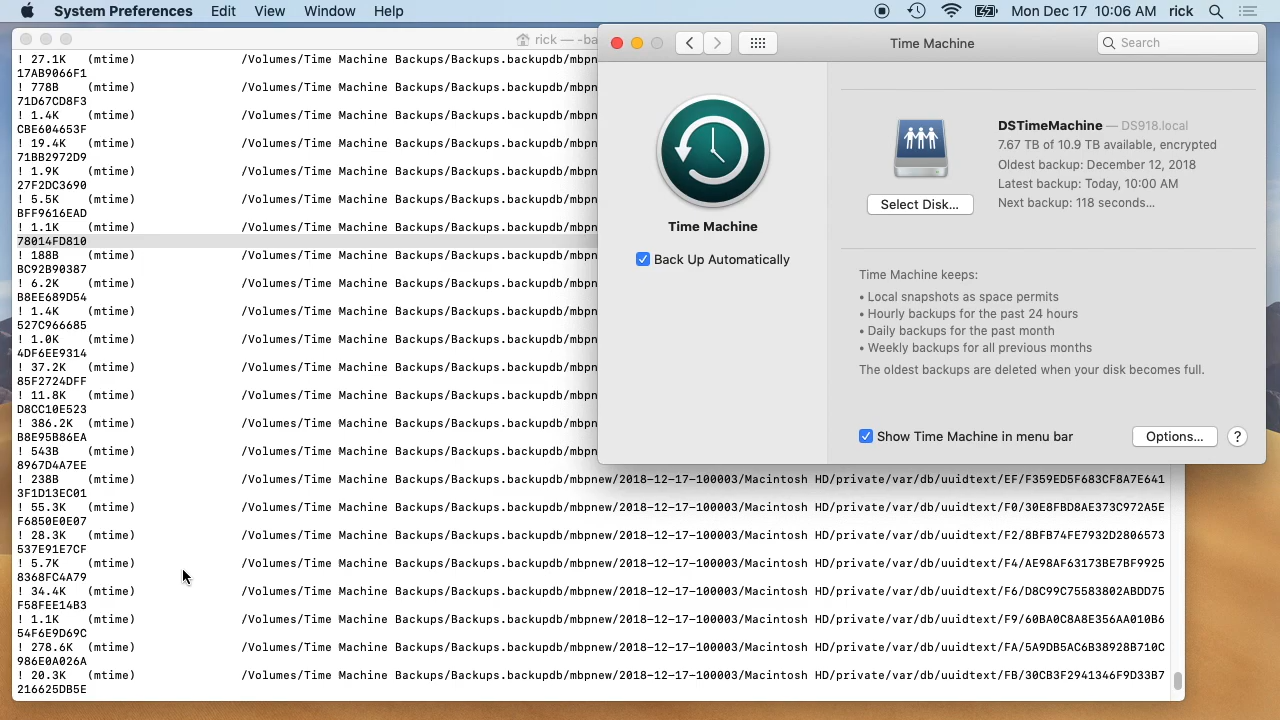 System Preferences Edit View Window Help Mon Dec 17 10:06 AM rick
rick — -ba
! 27.1K (mtime) /Volumes/Time Machine Backups/Backups.backupdb/mbpn
17AB9066F1
! 778B (mtime) /Volumes/Time Machine Backups/Backups.backupdb/mbpn
71D67CD8F3
! 1.4K (mtime) /Volumes/Time Machine Backups/Backups.backupdb/mbpn
CBE604653F
! 19.4K (mtime) /Volumes/Time Machine Backups/Backups.backupdb/mbpn
71BB2972D9
! 1.9K (mtime) /Volumes/Time Machine Backups/Backups.backupdb/mbpn
27F2DC3690
! 5.5K (mtime) /Volumes/Time Machine Backups/Backups.backupdb/mbpn
BFF9616EAD
! 1.1K (mtime) /Volumes/Time Machine Backups/Backups.backupdb/mbpn
78014FD810
! 188B (mtime) /Volumes/Time Machine Backups/Backups.backupdb/mbpn
BC92B90387
! 6.2K (mtime) /Volumes/Time Machine Backups/Backups.backupdb/mbpn
B8EE689D54
! 1.4K (mtime) /Volumes/Time Machine Backups/Backups.backupdb/mbpn
527C966685
! 1.0K (mtime) /Volumes/Time Machine Backups/Backups.backupdb/mbpn
4DF6EE9314
! 37.2K (mtime) /Volumes/Time Machine Backups/Backups.backupdb/mbpn
85F2724DFF
! 11.8K (mtime) /Volumes/Time Machine Backups/Backups.backupdb/mbpn
D8CC10E523
! 386.2K (mtime) /Volumes/Time Machine Backups/Backups.backupdb/mbpn
B8E95B86EA
! 543B (mtime) /Volumes/Time Machine Backups/Backups.backupdb/mbpn
8967D4A7EE
! 238B (mtime) /Volumes/Time Machine Backups/Backups.backupdb/mbpnew/2018-12-17-100003/Macintosh HD/private/var/db/uuidtext/EF/F359ED5F683CF8A7E641
3F1D13EC01
! 55.3K (mtime) /Volumes/Time Machine Backups/Backups.backupdb/mbpnew/2018-12-17-100003/Macintosh HD/private/var/db/uuidtext/F0/30E8FBD8AE373C972A5E
F6850E0E07
! 28.3K (mtime) /Volumes/Time Machine Backups/Backups.backupdb/mbpnew/2018-12-17-100003/Macintosh HD/private/var/db/uuidtext/F2/8BFB74FE7932D2806573
537E91E7CF
! 5.7K (mtime) /Volumes/Time Machine Backups/Backups.backupdb/mbpnew/2018-12-17-100003/Macintosh HD/private/var/db/uuidtext/F4/AE98AF63173BE7BF9925
8368FC4A79
! 34.4K (mtime) /Volumes/Time Machine Backups/Backups.backupdb/mbpnew/2018-12-17-100003/Macintosh HD/private/var/db/uuidtext/F6/D8C99C75583802ABDD75
F58FEE14B3
! 1.1K (mtime) /Volumes/Time Machine Backups/Backups.backupdb/mbpnew/2018-12-17-100003/Macintosh HD/private/var/db/uuidtext/F9/60BA0C8A8E356AA010B6
54F6E9D69C
! 278.6K (mtime) /Volumes/Time Machine Backups/Backups.backupdb/mbpnew/2018-12-17-100003/Macintosh HD/private/var/db/uuidtext/FA/5A9DB5AC6B38928B710C
986E0A026A
! 20.3K (mtime) /Volumes/Time Machine Backups/Backups.backupdb/mbpnew/2018-12-17-100003/Macintosh HD/private/var/db/uuidtext/FB/30CB3F2941346F9D33B7
216625DB5E
Time Machine
Search
Time Machine
Back Up Automatically
Select Disk...
DSTimeMachine — DS918.local
7.67 TB of 10.9 TB available, encrypted
Oldest backup: December 12, 2018
Latest backup: Today, 10:00 AM
Next backup: 118 seconds...
Time Machine keeps:
• Local snapshots as space permits
• Hourly backups for the past 24 hours
• Daily backups for the past month
• Weekly backups for all previous months
The oldest backups are deleted when your disk becomes full.
Show Time Machine in menu bar
Options...
?